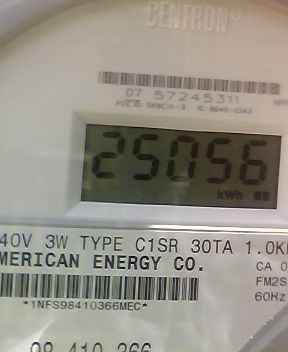 CENTRON®
07 57245311
25056
kWh
40V 3W TYPE C1SR 30TA 1.0K
MERICAN ENERGY CO.
CA 0
FM2S
60Hz
*1NFS98410366MEC*
98 410 366